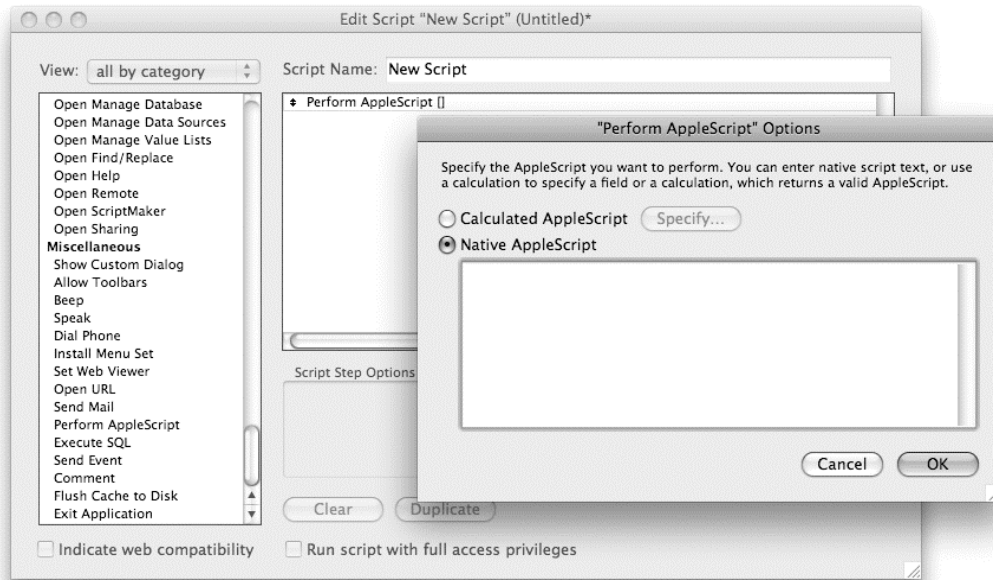 Edit Script "New Script" (Untitled)*
View: all by category
Script Name: New Script
Open Manage Database
Open Manage Data Sources
Open Manage Value Lists
Open Find/Replace
Open Help
Open Remote
Open ScriptMaker
Open Sharing
Miscellaneous
Show Custom Dialog
Allow Toolbars
Beep
Speak
Dial Phone
Install Menu Set
Set Web Viewer
Open URL
Send Mail
Perform AppleScript
Execute SQL
Send Event
Comment
Flush Cache to Disk
Exit Application
Indicate web compatibility
Perform AppleScript []
Script Step Options
Clear
Duplicate
Run script with full access privileges
"Perform AppleScript" Options
Specify the AppleScript you want to perform. You can enter native script text, or use
a calculation to specify a field or a calculation, which returns a valid AppleScript.
Calculated AppleScript
Specify...
Native AppleScript
Cancel
OK